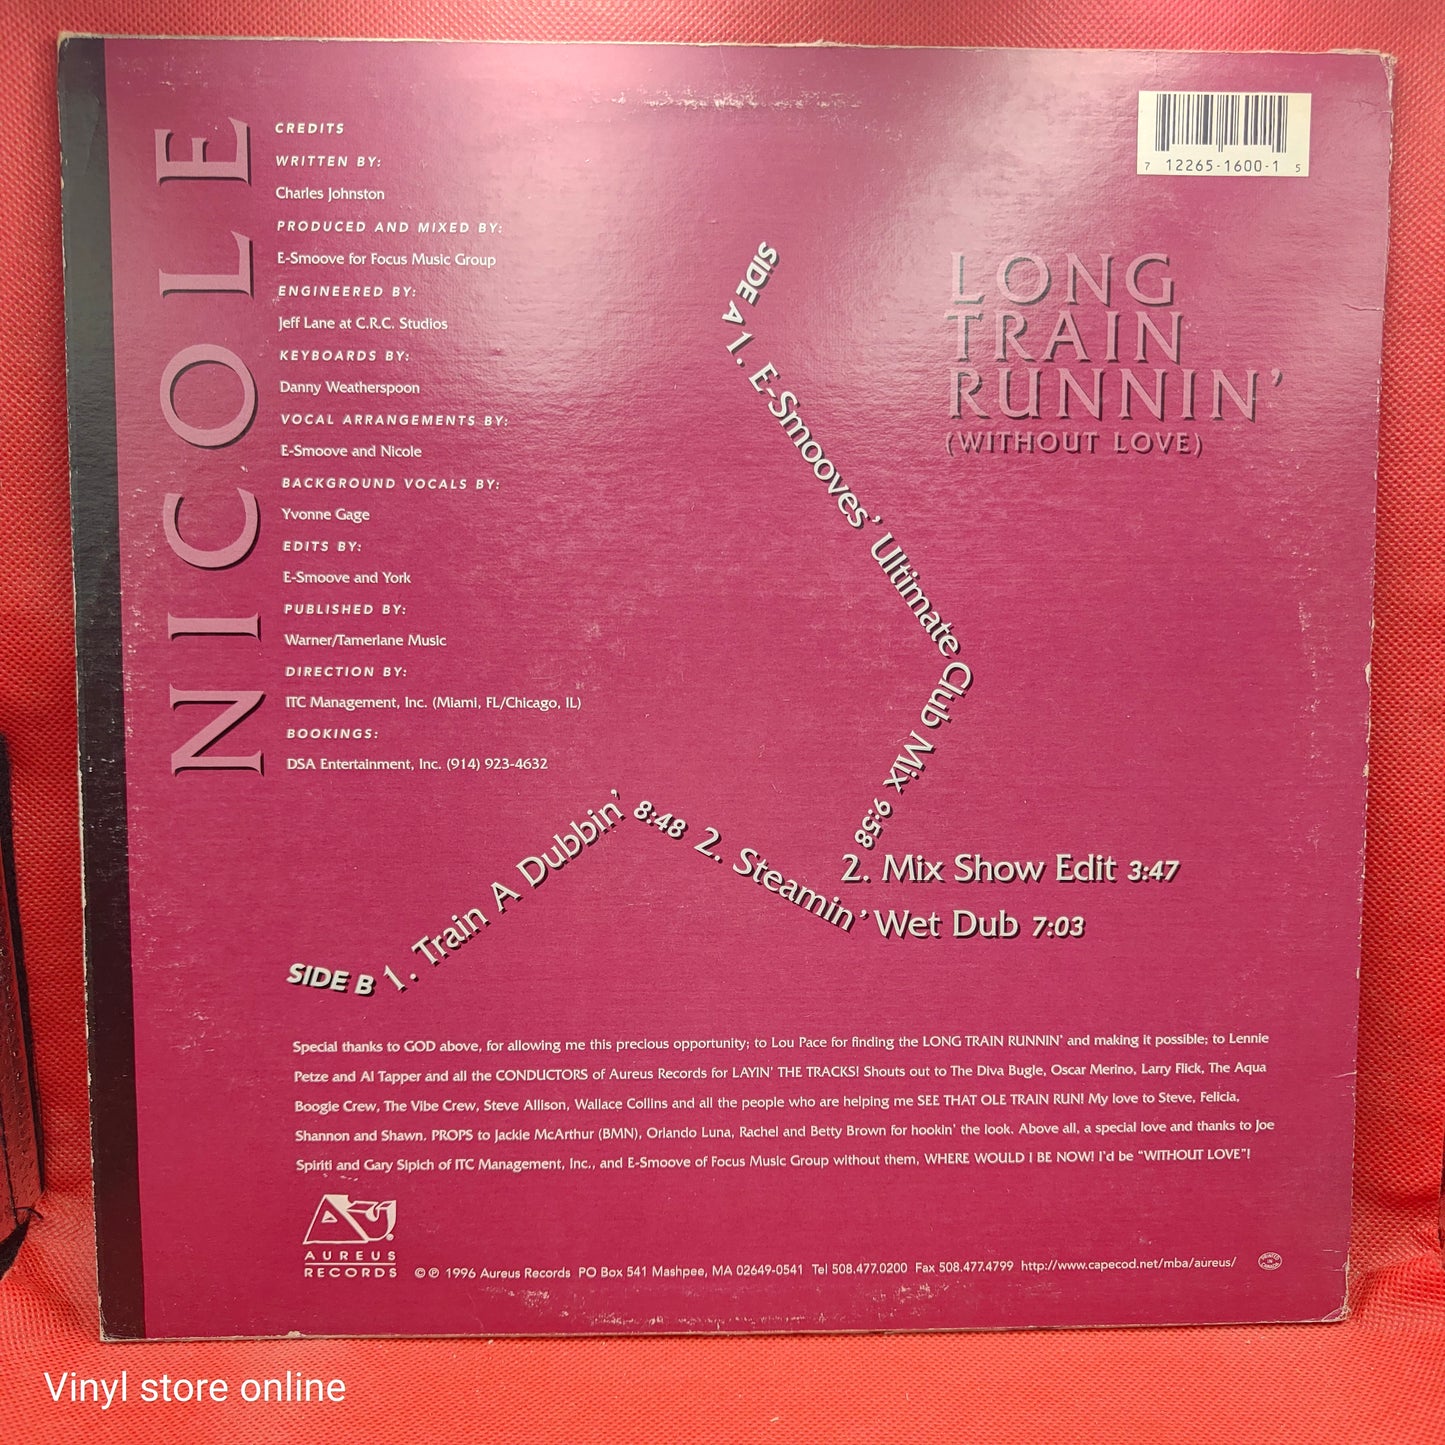 NICOLE
CREDITS
WRITTEN BY:
Charles Johnston
PRODUCED AND MIXED BY:
E-Smoove for Focus Music Group
ENGINEERED BY:
Jeff Lane at C.R.C. Studios
KEYBOARDS BY:
Danny Weatherspoon
VOCAL ARRANGEMENTS BY:
E-Smoove and Nicole
BACKGROUND VOCALS BY:
Yvonne Gage
EDITS BY:
E-Smoove and York
PUBLISHED BY:
Warner/Tamerlane Music
DIRECTION BY:
ITC Management, Inc. (Miami, FL/Chicago, IL)
BOOKINGS:
DSA Entertainment, Inc. (914) 923-4632
7 12265-1600-1 5
LONG
TRAIN
RUNNIN'
(WITHOUT LOVE)
SIDE A 1. E-Smooves' Ultimate Club Mix 9:58
2. Mix Show Edit 3:47
SIDE B 1. Train A Dubbin' 8:48 2. Steamin' Wet Dub 7:03
Special thanks to GOD above, for allowing me this precious opportunity; to Lou Pace for finding the LONG TRAIN RUNNIN' and making it possible; to Lennie
Petze and Al Tapper and all the CONDUCTORS of Aureus Records for LAYIN' THE TRACKS! Shouts out to The Diva Bugle, Oscar Merino, Larry Flick, The Aqua
Boogie Crew, The Vibe Crew, Steve Allison, Wallace Collins and all the people who are helping me SEE THAT OLE TRAIN RUN! My love to Steve, Felicia,
Shannon and Shawn. PROPS to Jackie McArthur (BMN), Orlando Luna, Rachel and Betty Brown for hookin' the look. Above all, a special love and thanks to Joe
Spiriti and Gary Sipich of ITC Management, Inc., and E-Smoove of Focus Music Group without them, WHERE WOULD I BE NOW! I'd be "WITHOUT LOVE"!
AUREUS
RECORDS
©℗ 1996 Aureus Records PO Box 541 Mashpee, MA 02649-0541 Tel 508.477.0200 Fax 508.477.4799 http://www.capecod.net/mba/aureus/
PRINTED IN CANADA
Vinyl store online